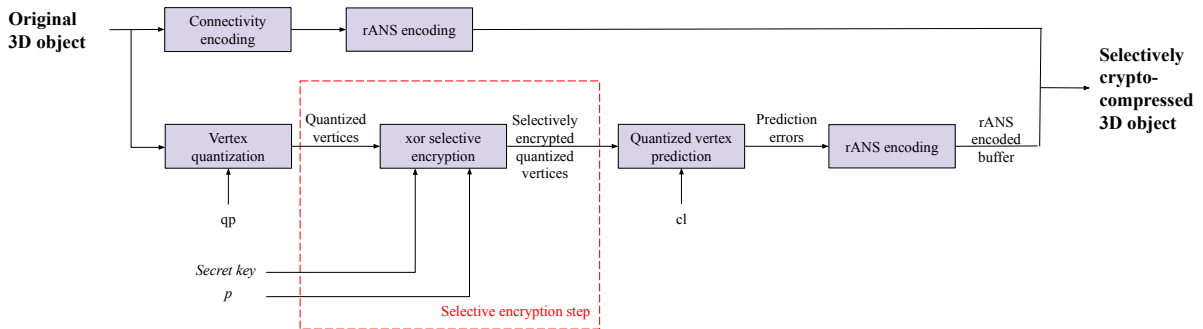 Original
3D object
Connectivity
encoding
rANS encoding
Selectively
crypto-
compressed
3D object
Vertex
quantization
Quantized
vertices
xor selective
encryption
Selectively
encrypted
quantized
vertices
Quantized vertex
prediction
Prediction
errors
rANS encoding
rANS
encoded
buffer
qp
cl
Secret key
p
Selective encryption step